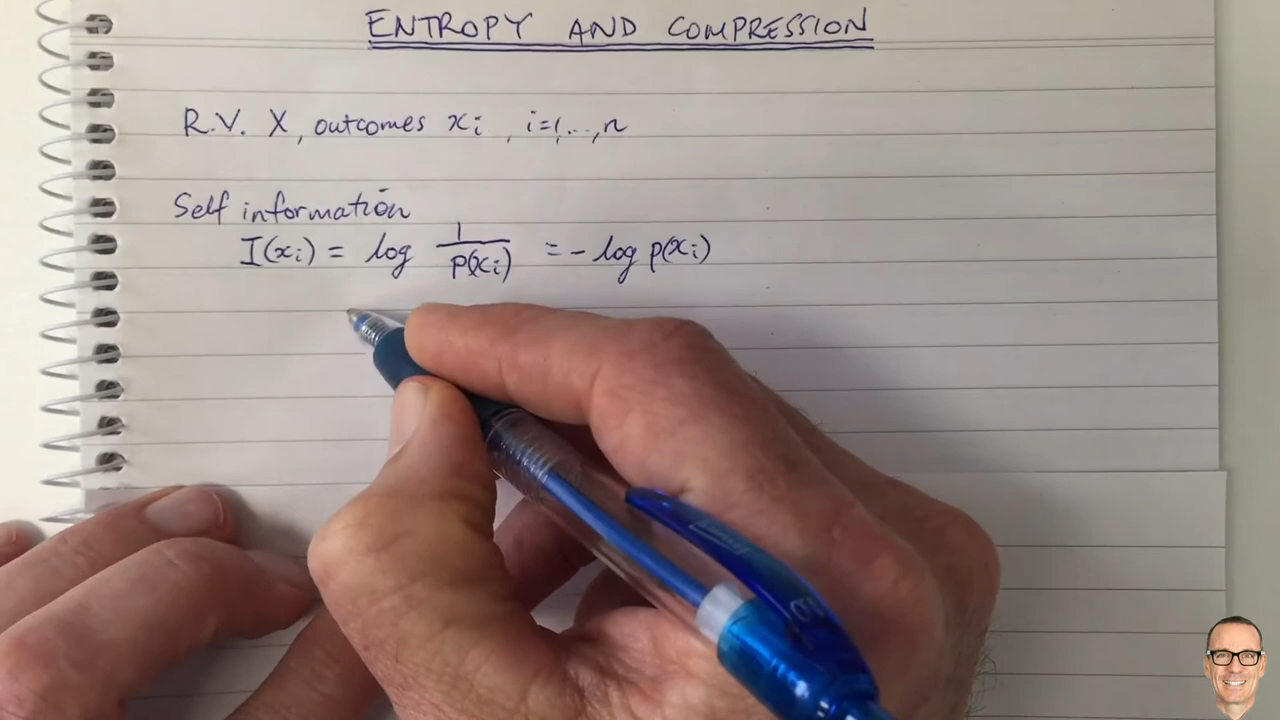 ENTROPY AND COMPRESSION
R.V. X, outcomes xi , i=1,...,n
Self information
I(xi) = log 1/p(xi) = - log p(xi)